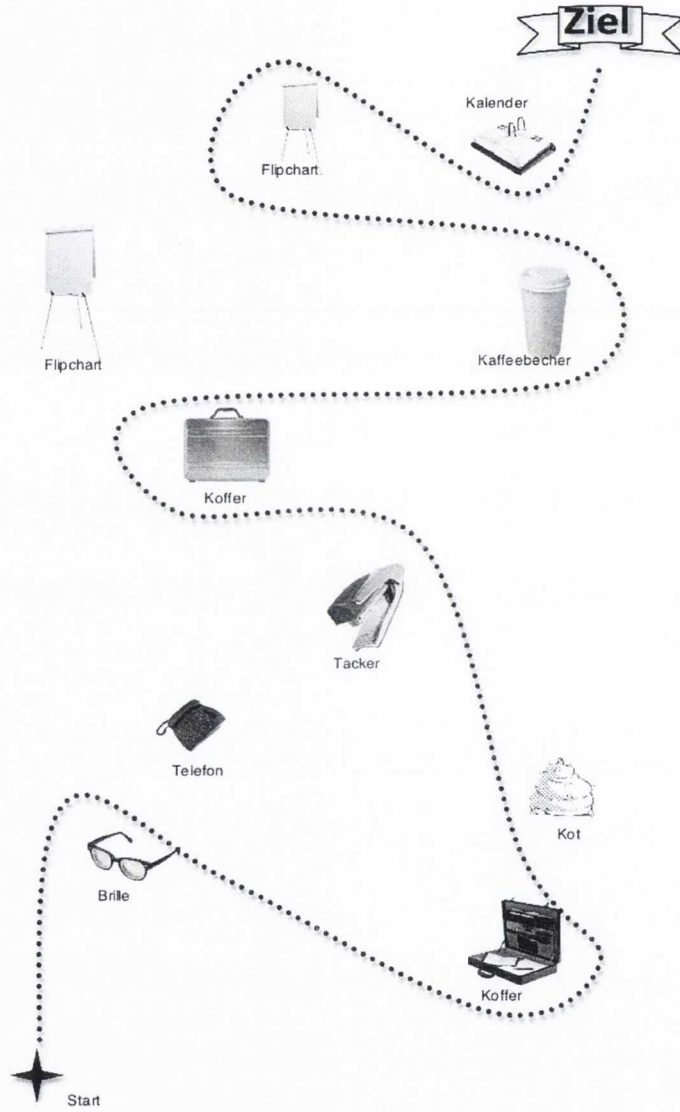 Ziel
Kalender
Flipchart
Kaffeebecher
Flipchart
Koffer
Tacker
Telefon
Kot
Brille
Koffer
Start